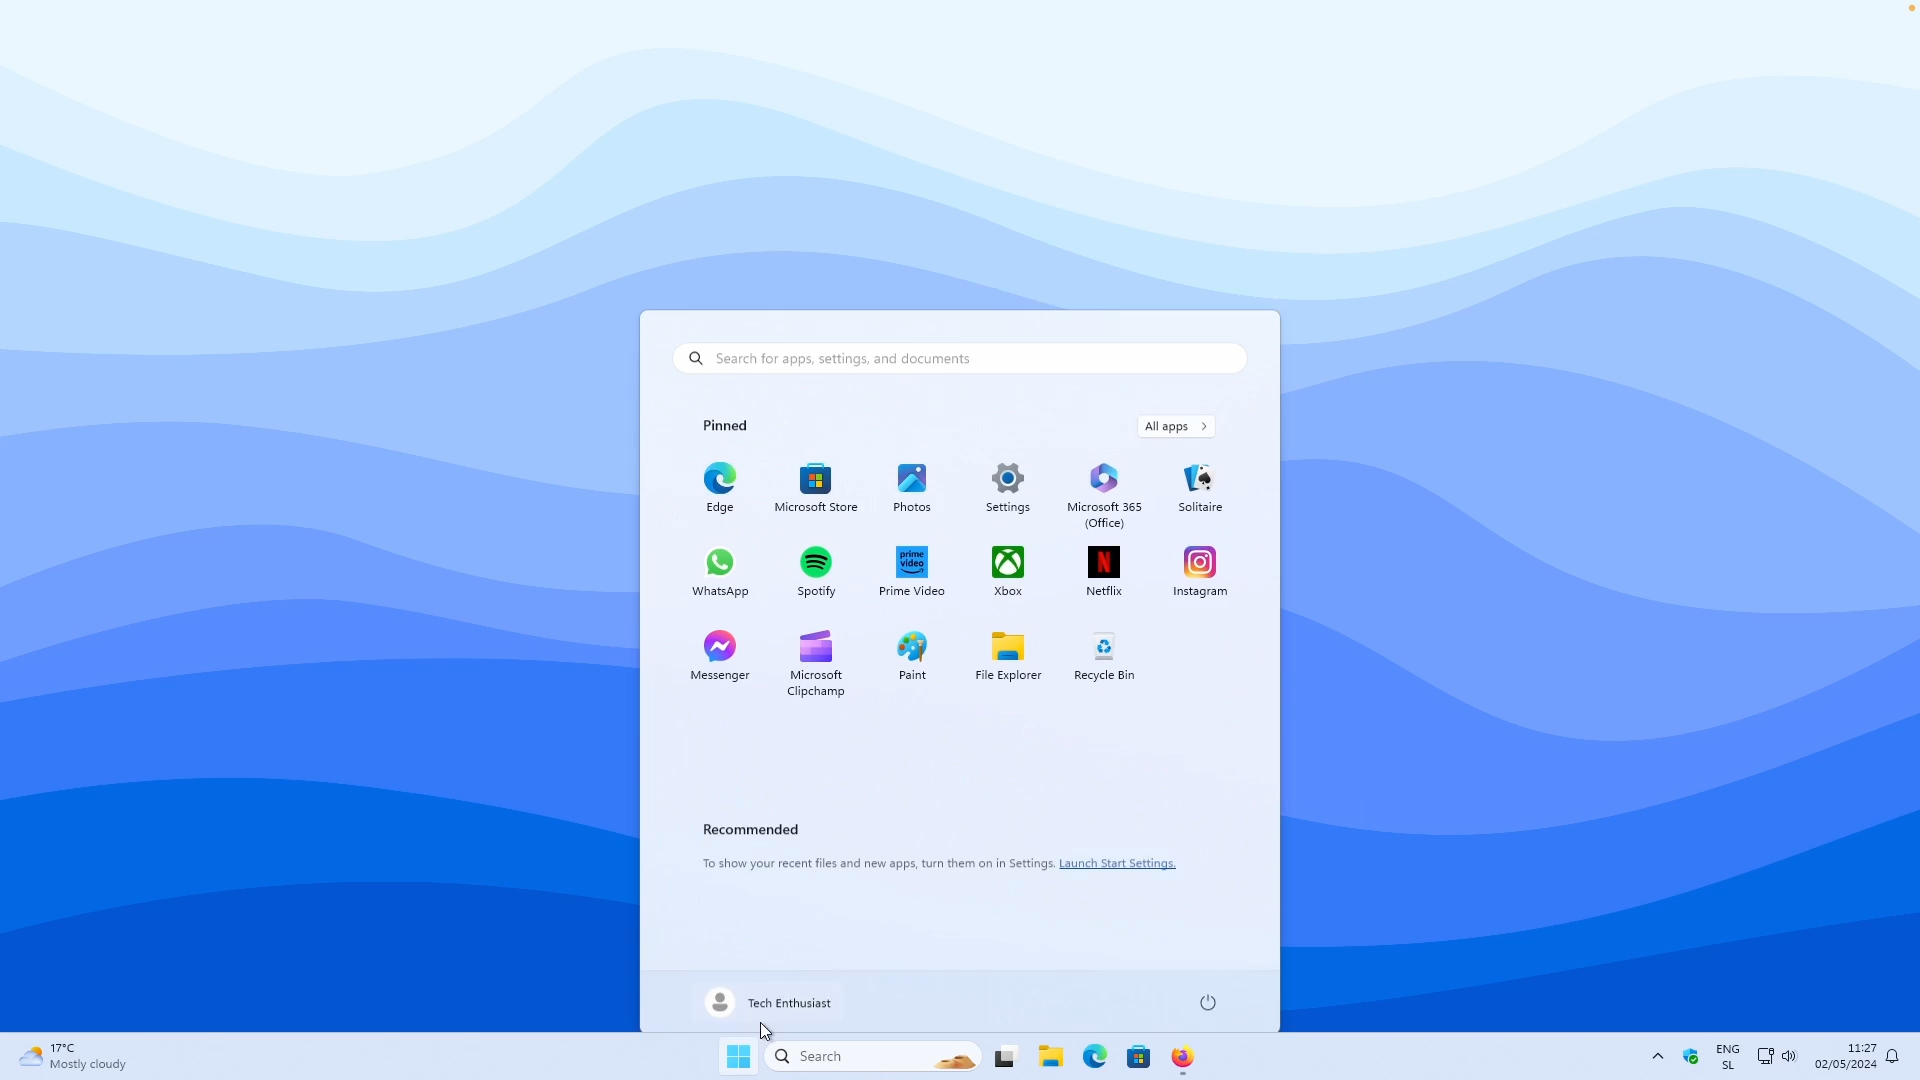 Search for apps, settings, and documents
Pinned
All apps
Edge
Microsoft Store
Photos
Settings
Microsoft 365
(Office)
Solitaire
WhatsApp
Spotify
prime
video
Prime Video
Xbox
N
Netflix
Instagram
Messenger
Microsoft
Clipchamp
Paint
File Explorer
Recycle Bin
Recommended
To show your recent files and new apps, turn them on in Settings. Launch Start Settings.
Tech Enthusiast
17°C
Mostly cloudy
Search
ENG
SL
11:27
02/05/2024